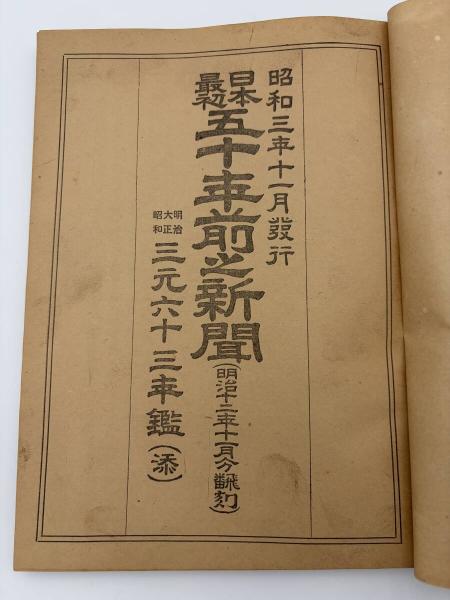 昭和三年十一月發行
日本最初五十年前之新聞(明治十二年十一月分飜刻)
明治大正昭和三元六十三年鑑(添)